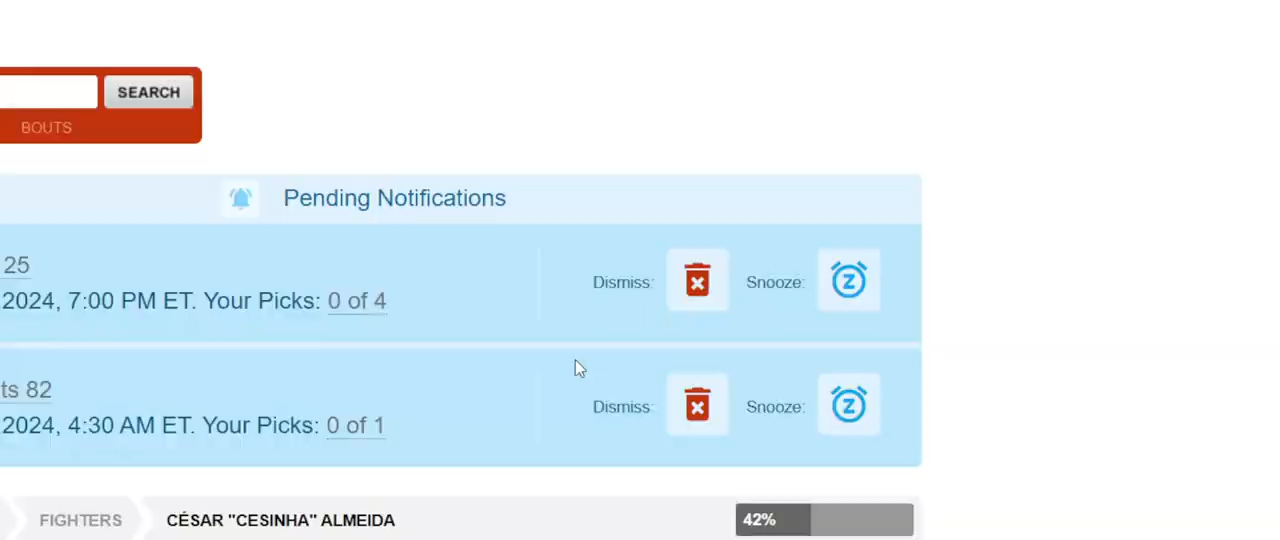 SEARCH
BOUTS
Pending Notifications
25
2024, 7:00 PM ET. Your Picks: 0 of 4
Dismiss:
Snooze:
Z
ts 82
2024, 4:30 AM ET. Your Picks: 0 of 1
Dismiss:
Snooze:
Z
FIGHTERS
CÉSAR "CESINHA" ALMEIDA
42%